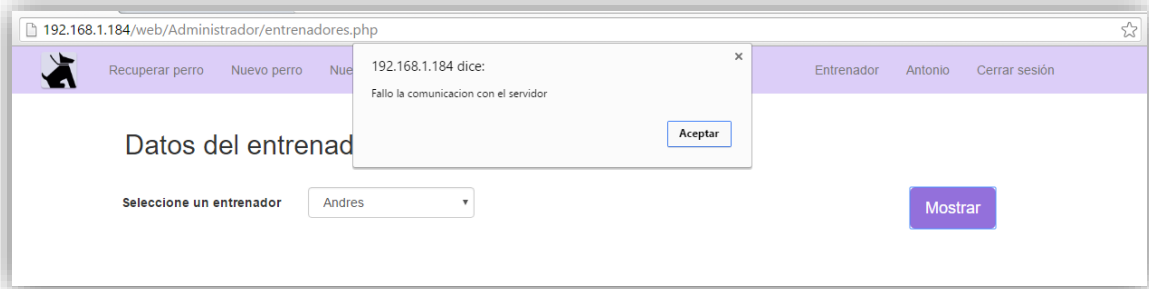 192.168.1.184/web/Administrador/entrenadores.php
Recuperar perro Nuevo perro Nue Entrenador Antonio Cerrar sesión
192.168.1.184 dice:
Fallo la comunicacion con el servidor
Aceptar
Datos del entrenad
Seleccione un entrenador Andres Mostrar